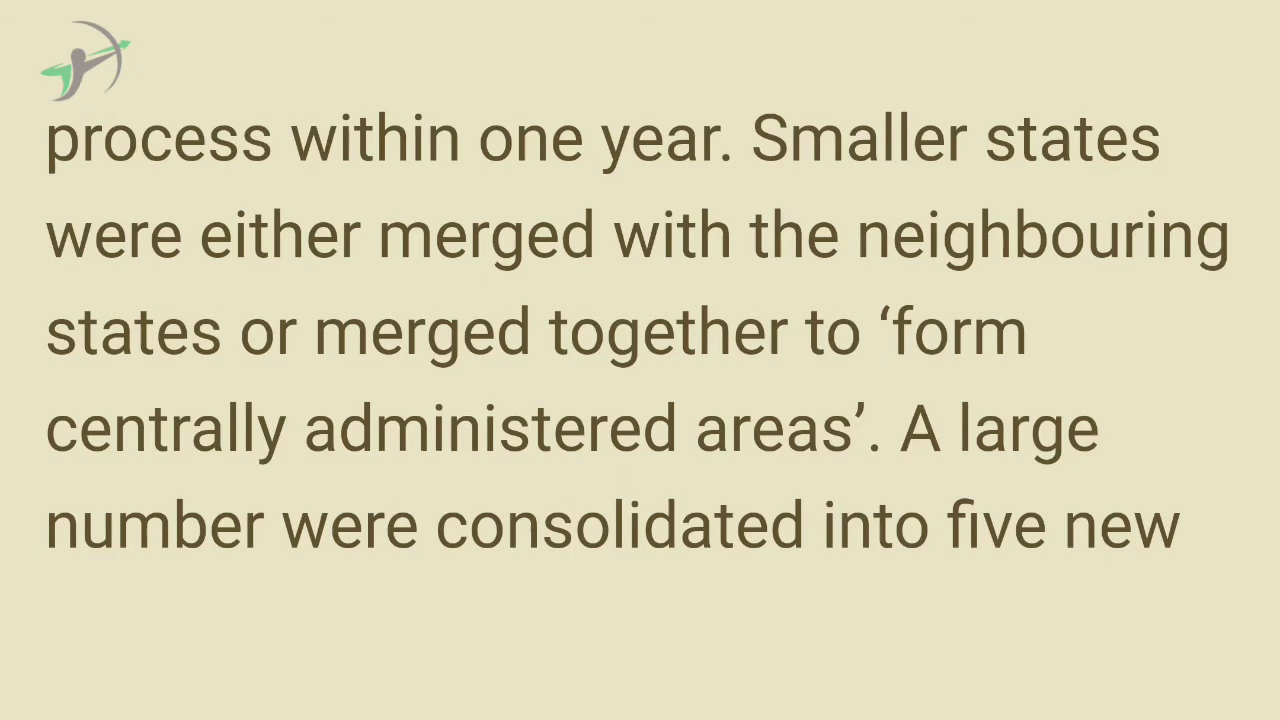 process within one year. Smaller states
were either merged with the neighbouring
states or merged together to ‘form
centrally administered areas’. A large
number were consolidated into five new